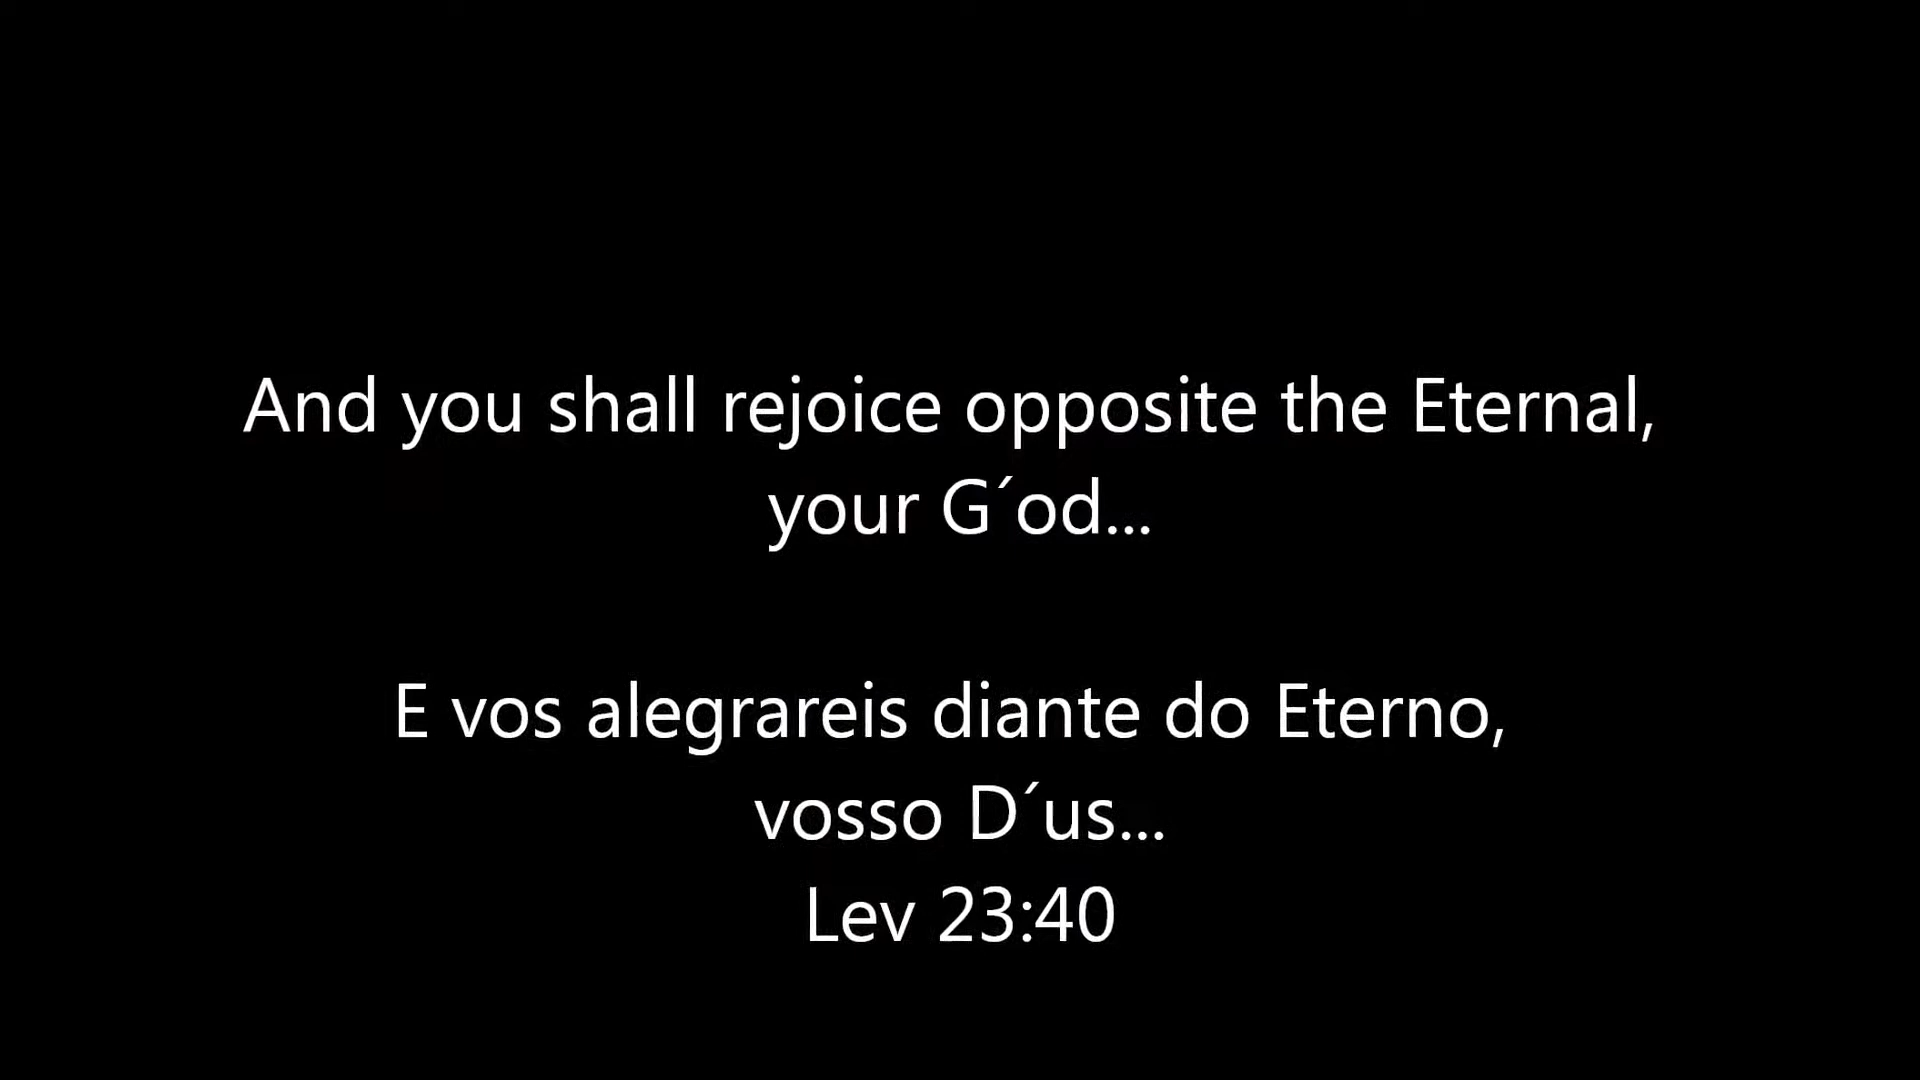 And you shall rejoice opposite the Eternal,
your G´od...
E vos alegrareis diante do Eterno,
vosso D´us...
Lev 23:40